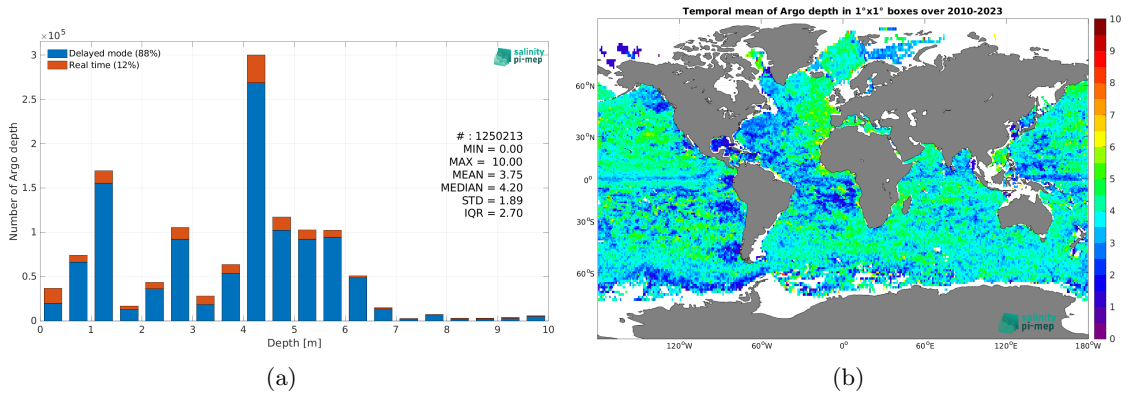 ×10⁵
Delayed mode (88%)
Real time (12%)
salinity
pi-mep
3
2.5
2
1.5
1
0.5
0
Number of Argo depth
# : 1250213
MIN = 0.00
MAX = 10.00
MEAN = 3.75
MEDIAN = 4.20
STD = 1.89
IQR = 2.70
0 1 2 3 4 5 6 7 8 9 10
Depth [m]
(a)
Temporal mean of Argo depth in 1°x1° boxes over 2010-2023
60°N
30°N
0°
30°S
60°S
120°W 60°W 0° 60°E 120°E 180°W
salinity
pi-mep
10
9
8
7
6
5
4
3
2
1
0
(b)